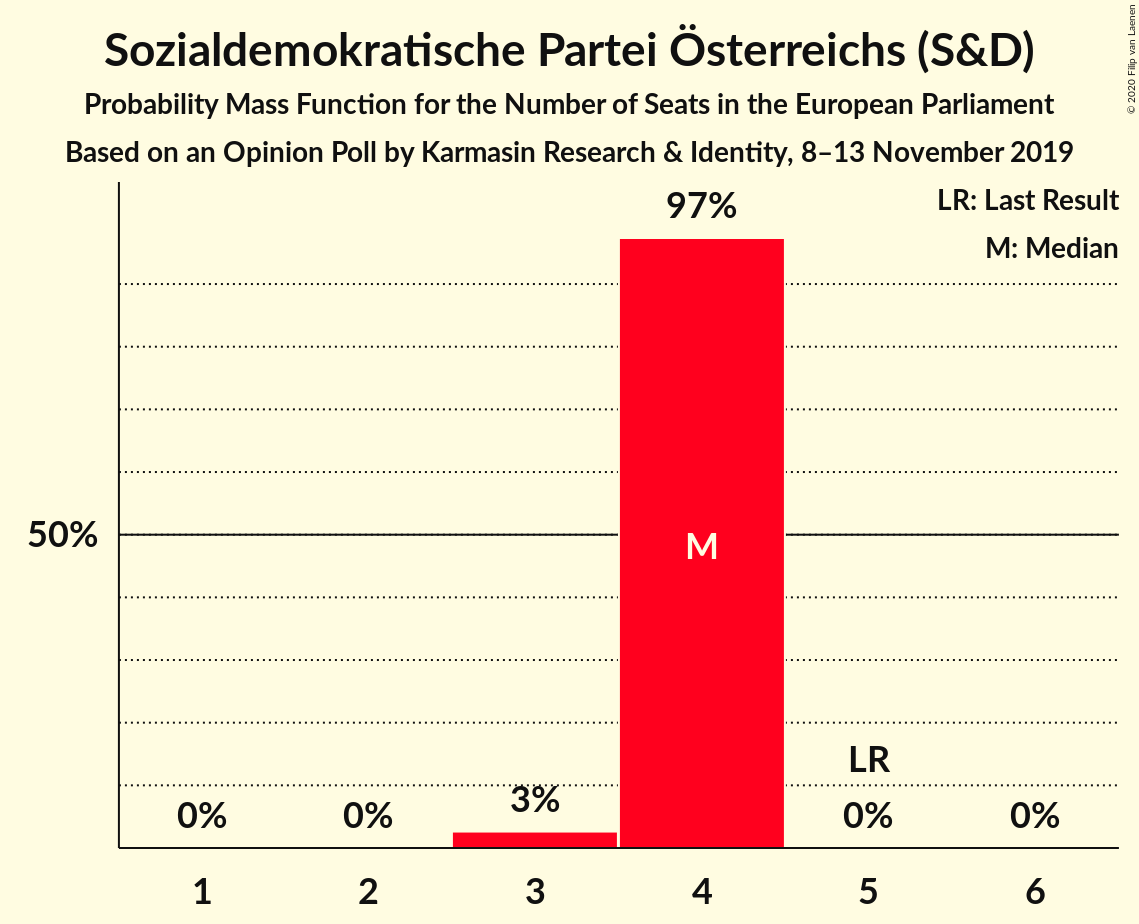 Sozialdemokratische Partei Österreichs (S&D)
Probability Mass Function for the Number of Seats in the European Parliament
Based on an Opinion Poll by Karmasin Research & Identity, 8–13 November 2019
© 2020 Filip van Laenen
LR: Last Result
M: Median
97%
50%
M
LR
0% 0% 3% 0% 0%
1 2 3 4 5 6